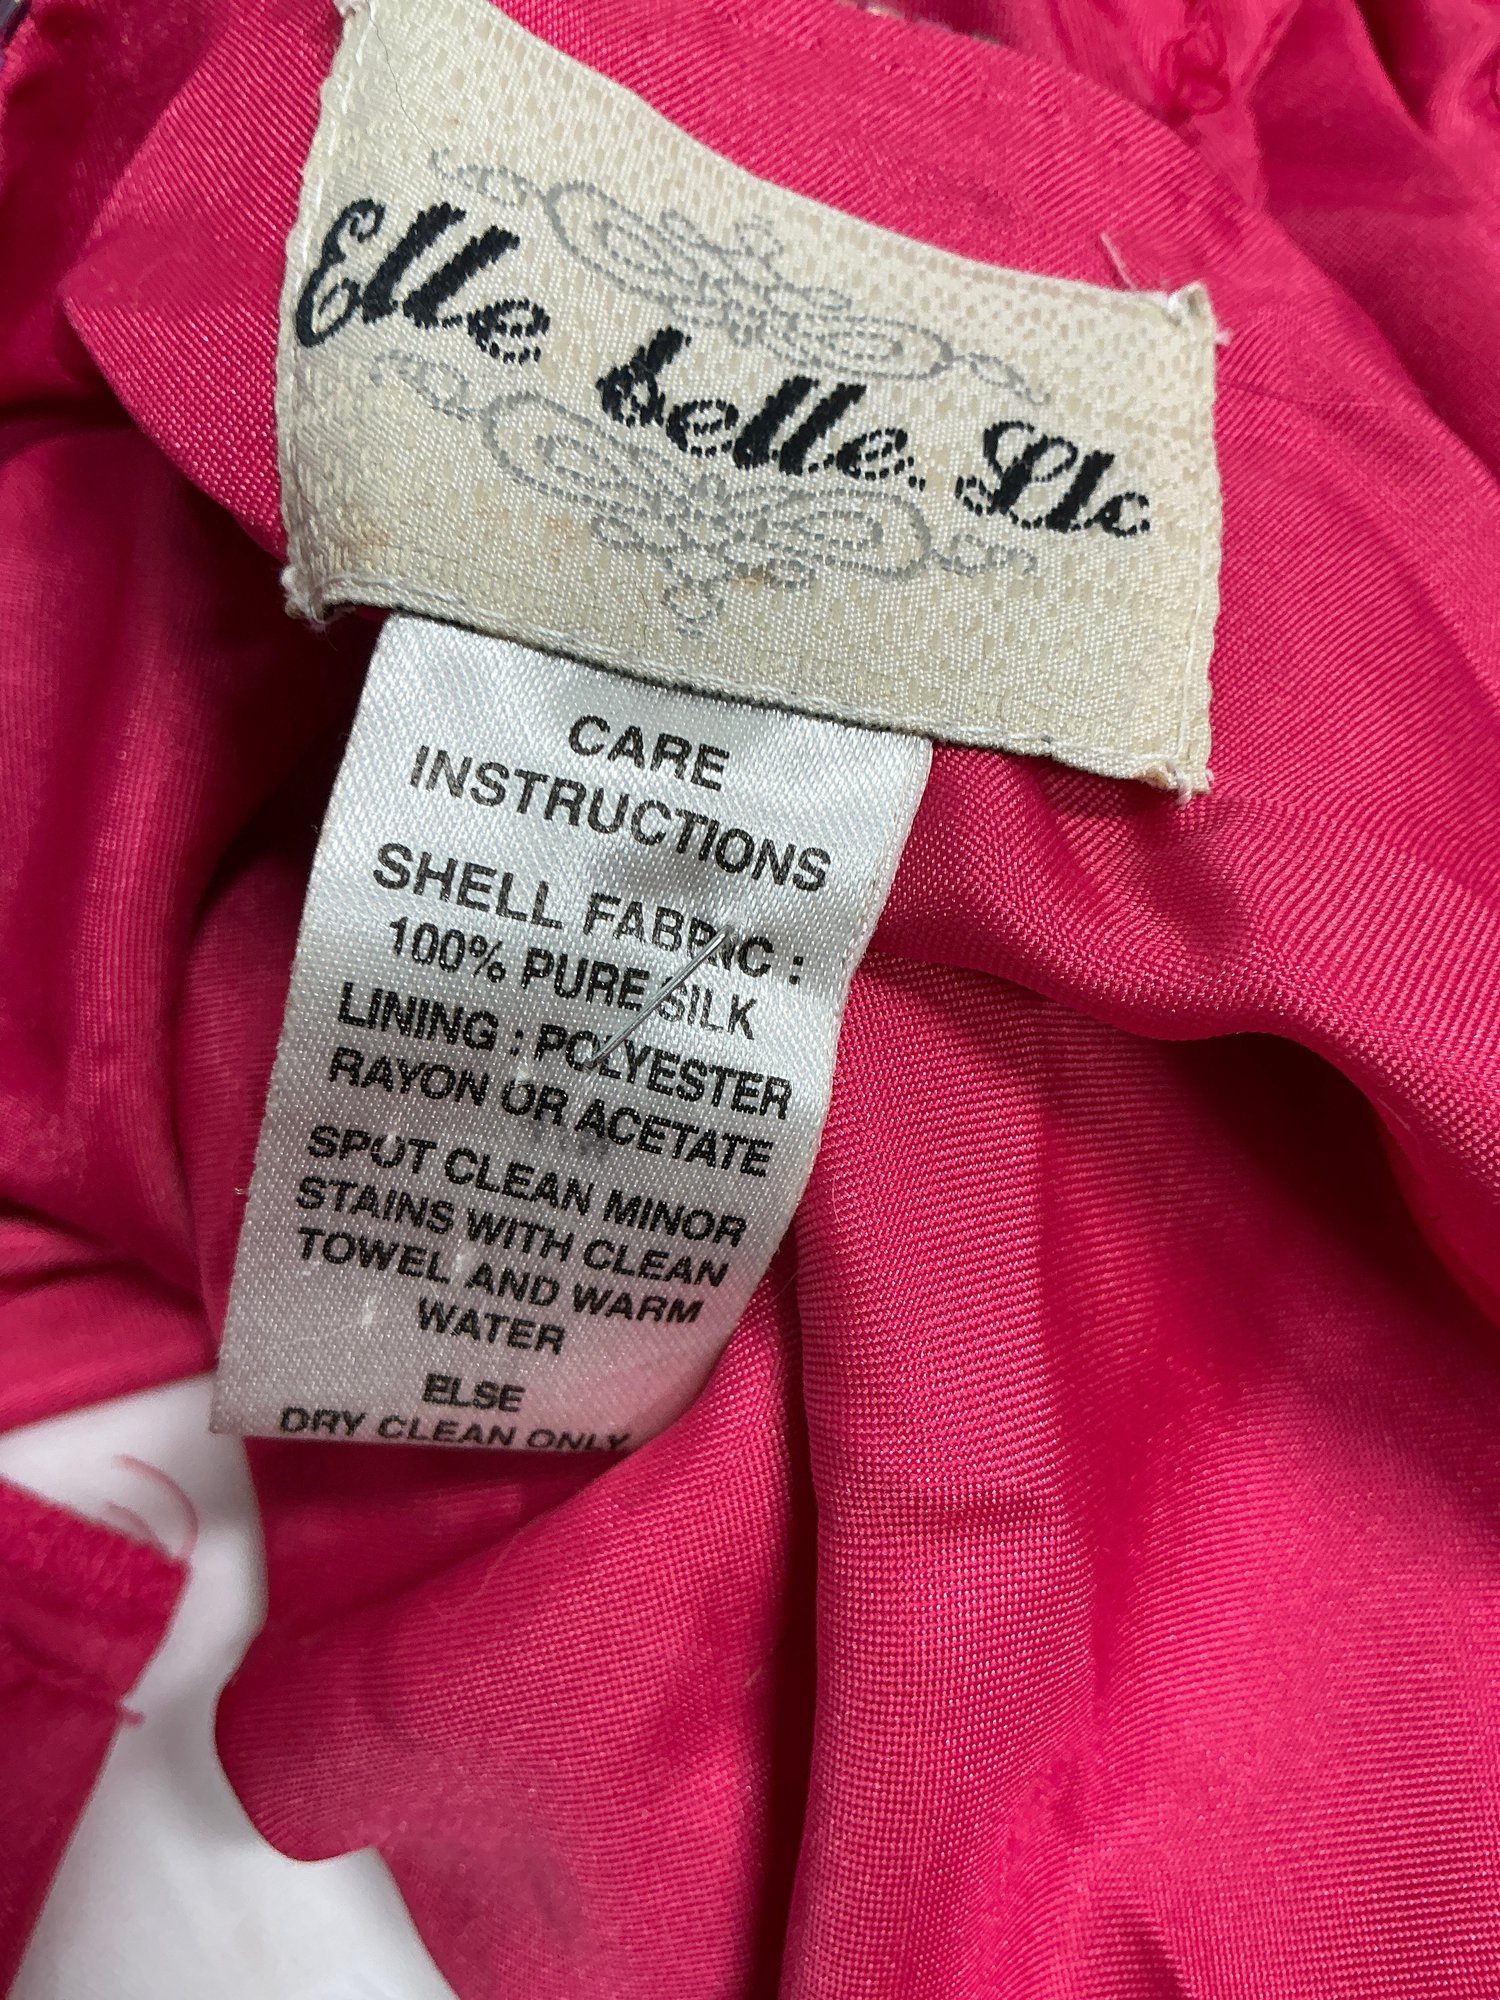 Elle belle. Llc
CARE
INSTRUCTIONS
SHELL FABRIC :
100% PURE SILK
LINING : POLYESTER
RAYON OR ACETATE
SPOT CLEAN MINOR
STAINS WITH CLEAN
TOWEL AND WARM
WATER
ELSE
DRY CLEAN ONLY